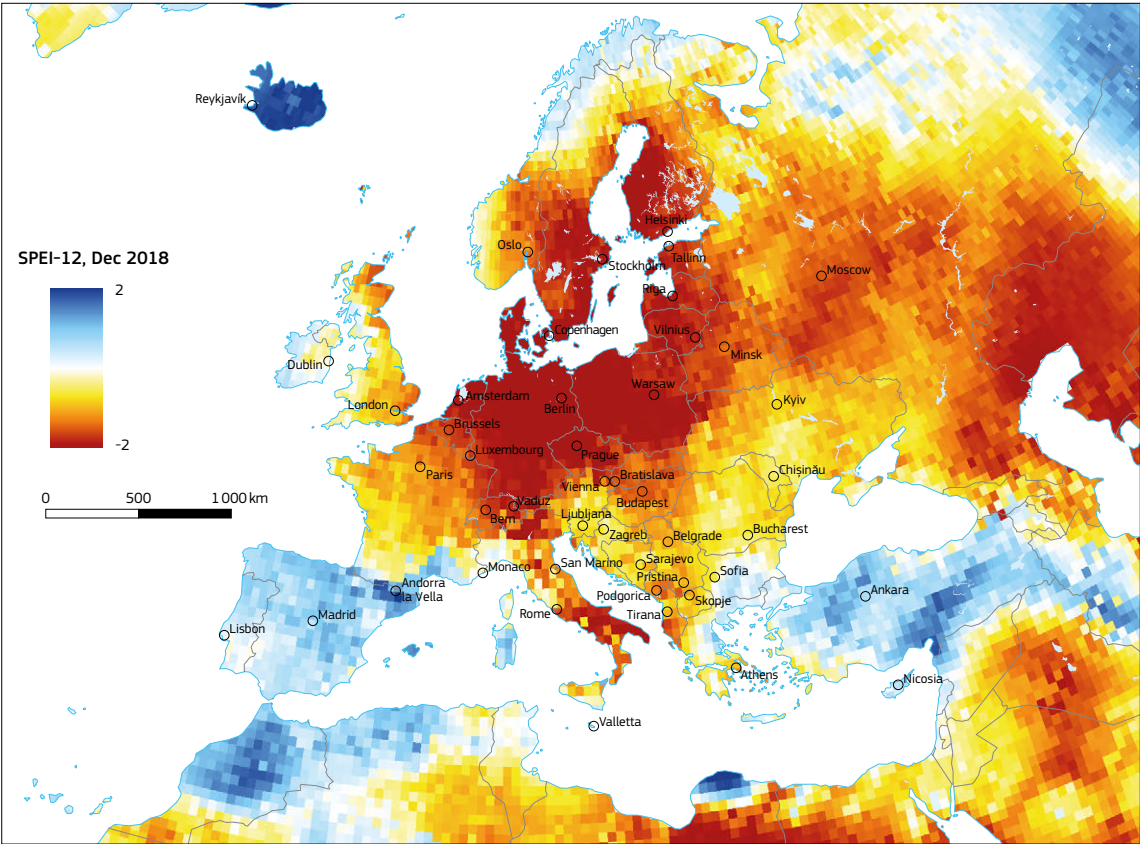 Reykjavík
Helsinki
Oslo
Tallinn
SPEI-12, Dec 2018
Stockholm
Moscow
Riga
2
Copenhagen
Vilnius
Minsk
Dublin
Warsaw
Amsterdam
Berlin
London
Kyiv
Brussels
-2
Luxembourg
Prague
Paris
Chișinău
Bratislava
Vienna
0
500
1000 km
Budapest
Vaduz
Bern
Ljubljana
Zagreb
Belgrade
Bucharest
San Marino
Sarajevo
Monaco
Sofia
Pristina
Andorra
la Vella
Ankara
Podgorica
Skopje
Madrid
Rome
Tirana
Lisbon
Athens
Nicosia
Valletta